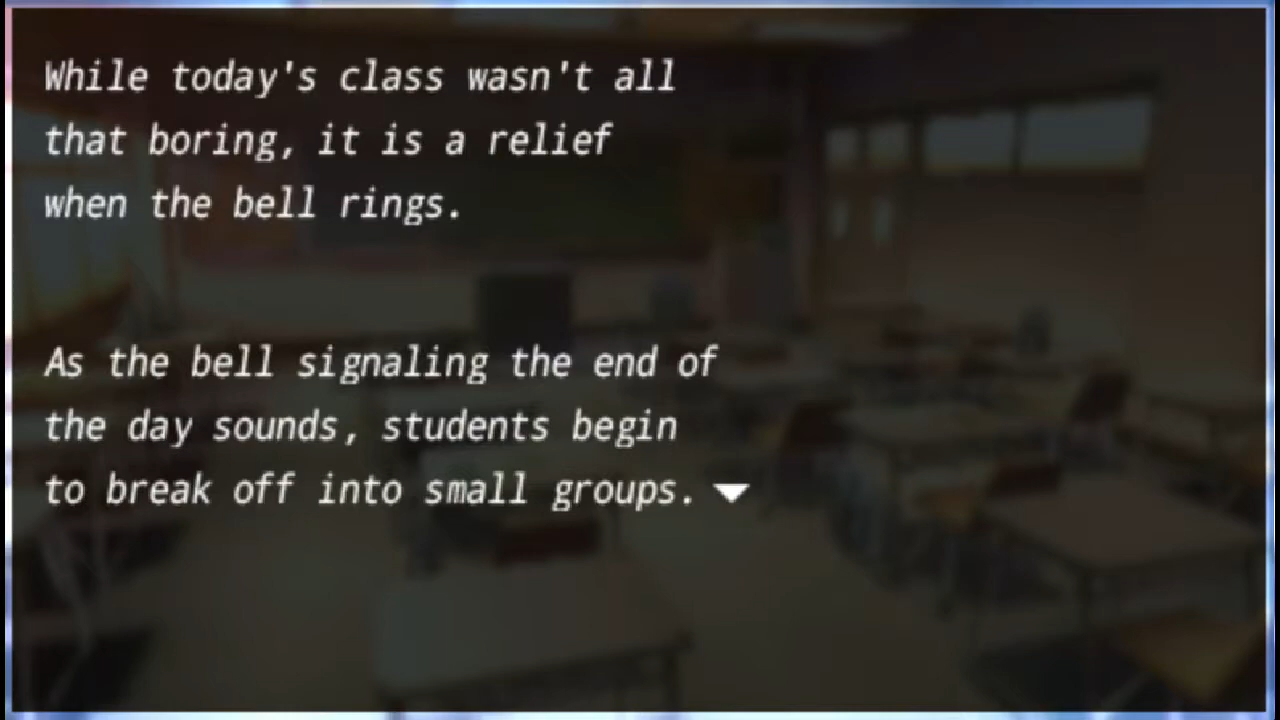 While today's class wasn't all
that boring, it is a relief
when the bell rings.
As the bell signaling the end of
the day sounds, students begin
to break off into small groups.